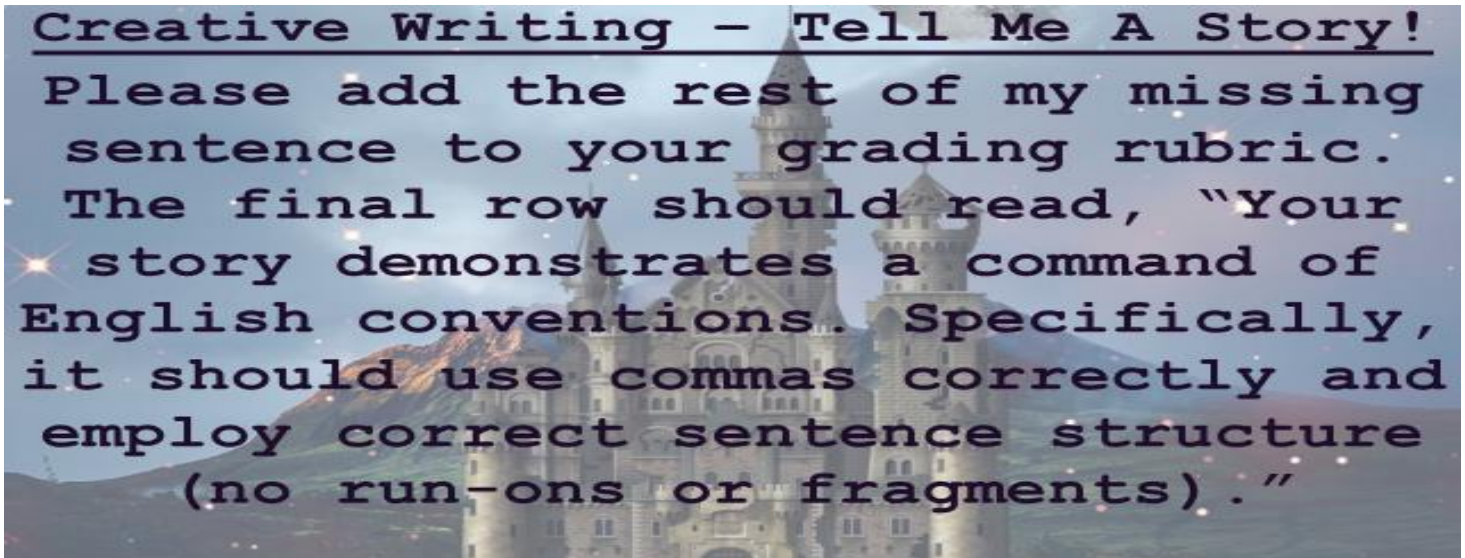 Creative Writing – Tell Me A Story!
Please add the rest of my missing
sentence to your grading rubric.
The final row should read, “Your
story demonstrates a command of
English conventions. Specifically,
it should use commas correctly and
employ correct sentence structure
(no run-ons or fragments).”